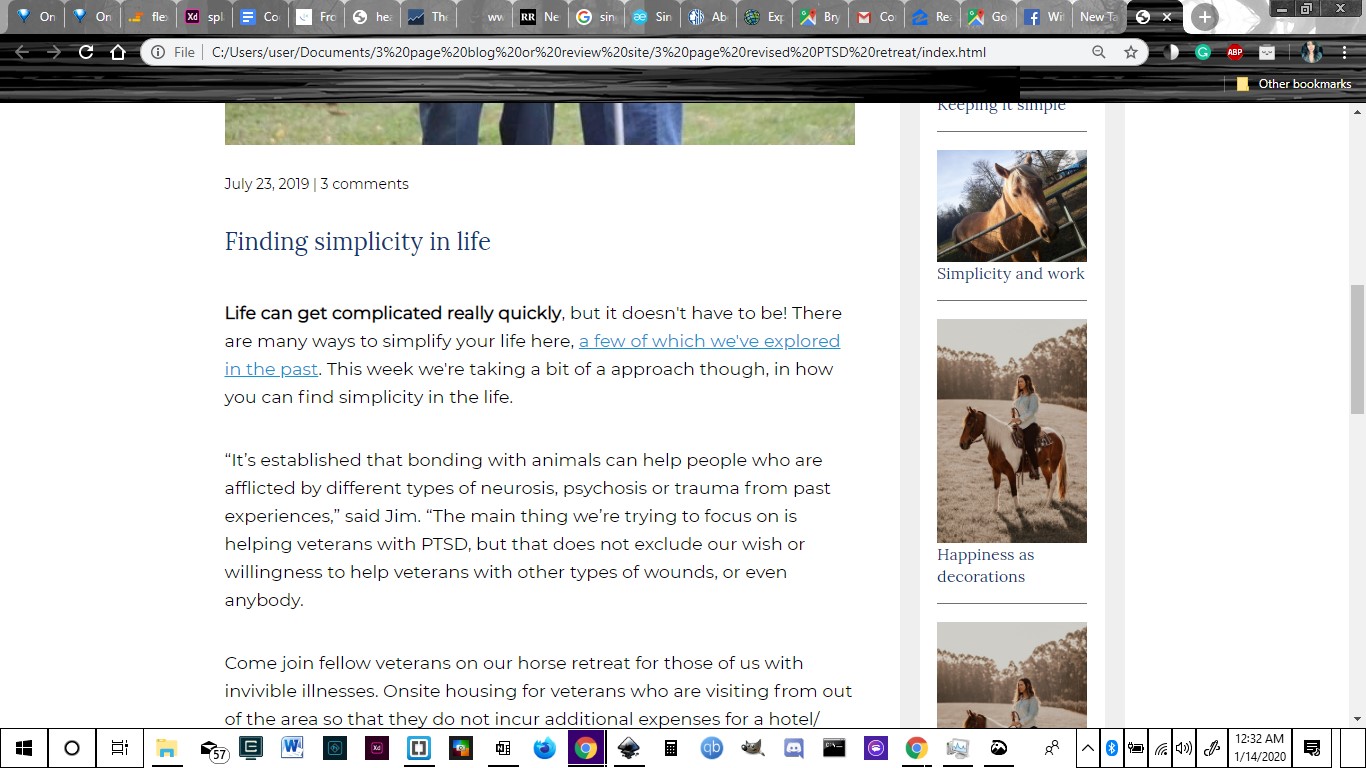 On
On
fle
Xd spl
Co
Fro
hea
Th
ww
RR Ne
G sin
Sin
Ab
Exp
Bry
Co
Re
Go
Wi
New Ta
File | C:/Users/user/Documents/3%20page%20blog%20or%20review%20site/3%20page%20revised%20PTSD%20retreat/index.html
ABP
Other bookmarks
July 23, 2019 | 3 comments
Finding simplicity in life
Life can get complicated really quickly, but it doesn't have to be! There
are many ways to simplify your life here, a few of which we've explored
in the past. This week we're taking a bit of a approach though, in how
you can find simplicity in the life.
“It’s established that bonding with animals can help people who are
afflicted by different types of neurosis, psychosis or trauma from past
experiences,” said Jim. “The main thing we’re trying to focus on is
helping veterans with PTSD, but that does not exclude our wish or
willingness to help veterans with other types of wounds, or even
anybody.
Come join fellow veterans on our horse retreat for those of us with
invivible illnesses. Onsite housing for veterans who are visiting from out
of the area so that they do not incur additional expenses for a hotel/
Keeping it simple
Simplicity and work
Happiness as
decorations
57
W
Xd
qb
12:32 AM
1/14/2020